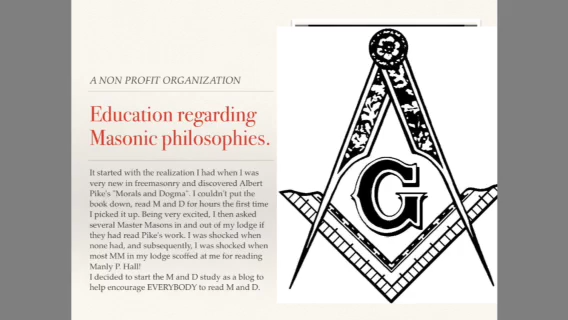 A NON PROFIT ORGANIZATION
Education regarding
Masonic philosophies.
It started with the realization I had when I was
very new in freemasonry and discovered Albert
Pike's "Morals and Dogma". I couldn't put the
book down, read M and D for hours the first time
I picked it up. Being very excited, I then asked
several Master Masons in and out of my lodge if
they had read Pike's work. I was shocked when
none had, and subsequently, I was shocked when
most MM in my lodge scoffed at me for reading
Manly P. Hall!
I decided to start the M and D study as a blog to
help encourage EVERYBODY to read M and D.
G